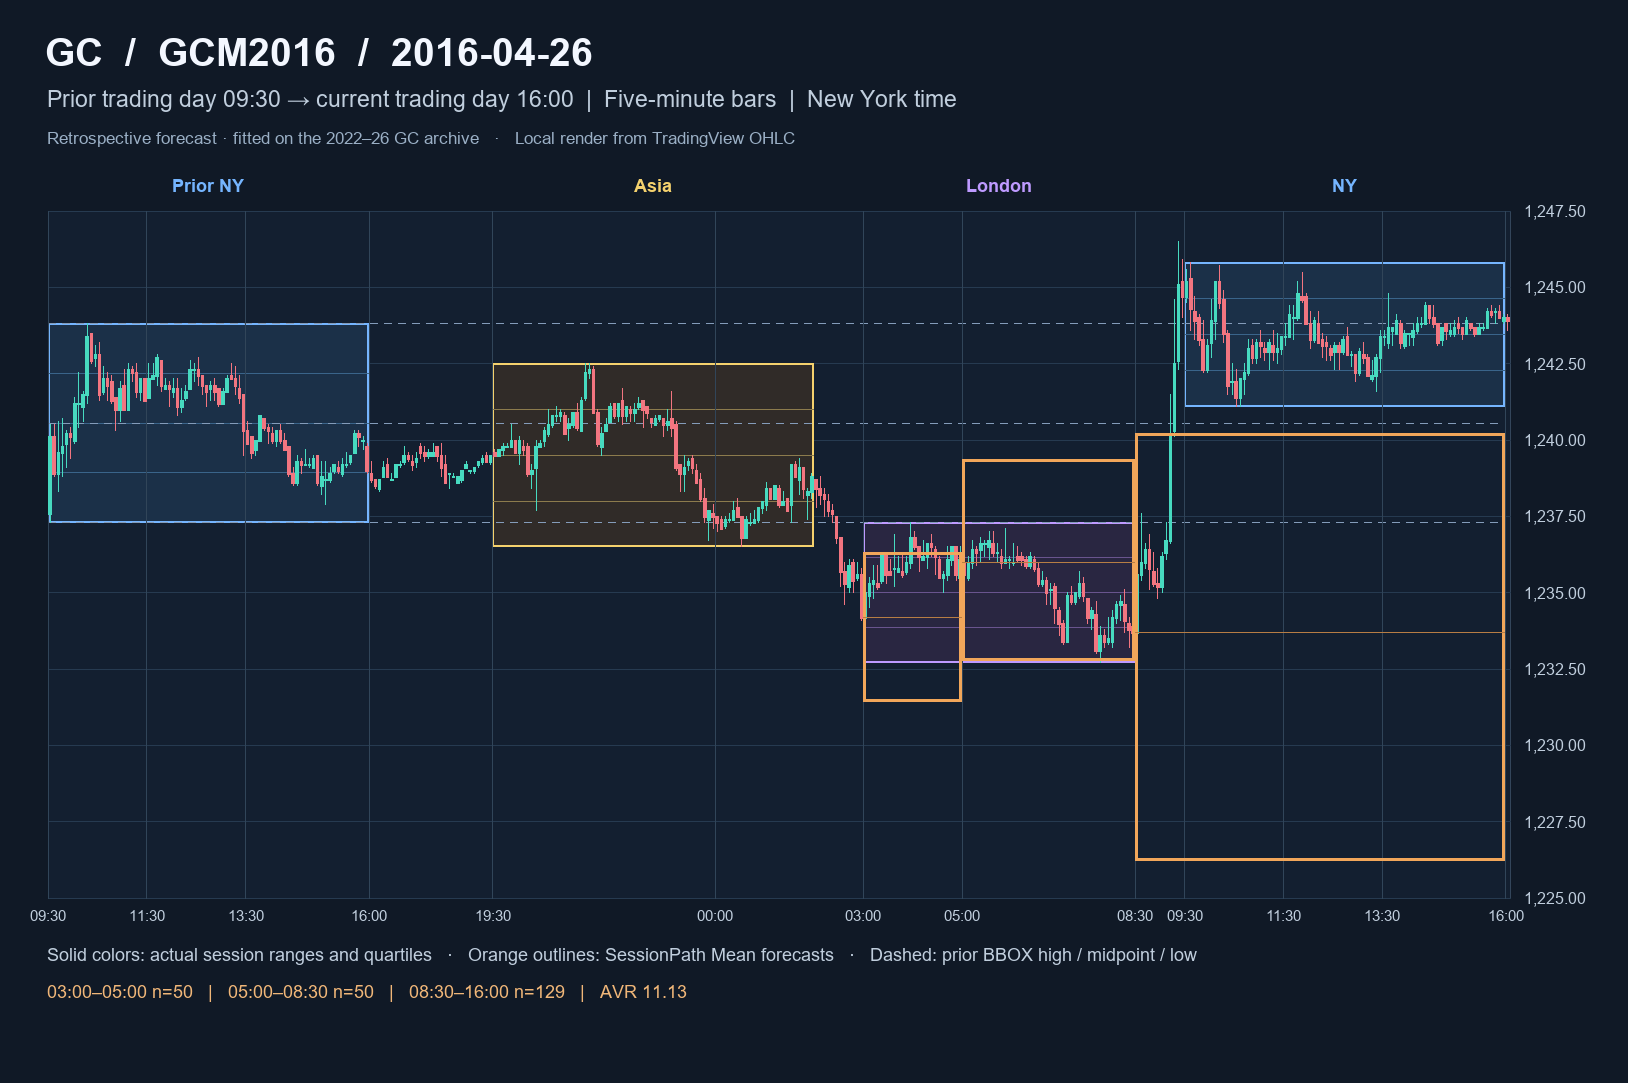 GC / GCM2016 / 2016-04-26
Prior trading day 09:30 → current trading day 16:00 | Five-minute bars | New York time
Retrospective forecast · fitted on the 2022–26 GC archive · Local render from TradingView OHLC
Prior NY Asia London NY
1,247.50
1,245.00
1,242.50
1,240.00
1,237.50
1,235.00
1,232.50
1,230.00
1,227.50
1,225.00
09:30 11:30 13:30 16:00 19:30 00:00 03:00 05:00 08:30 09:30 11:30 13:30 16:00
Solid colors: actual session ranges and quartiles · Orange outlines: SessionPath Mean forecasts · Dashed: prior BBOX high / midpoint / low
03:00–05:00 n=50 | 05:00–08:30 n=50 | 08:30–16:00 n=129 | AVR 11.13